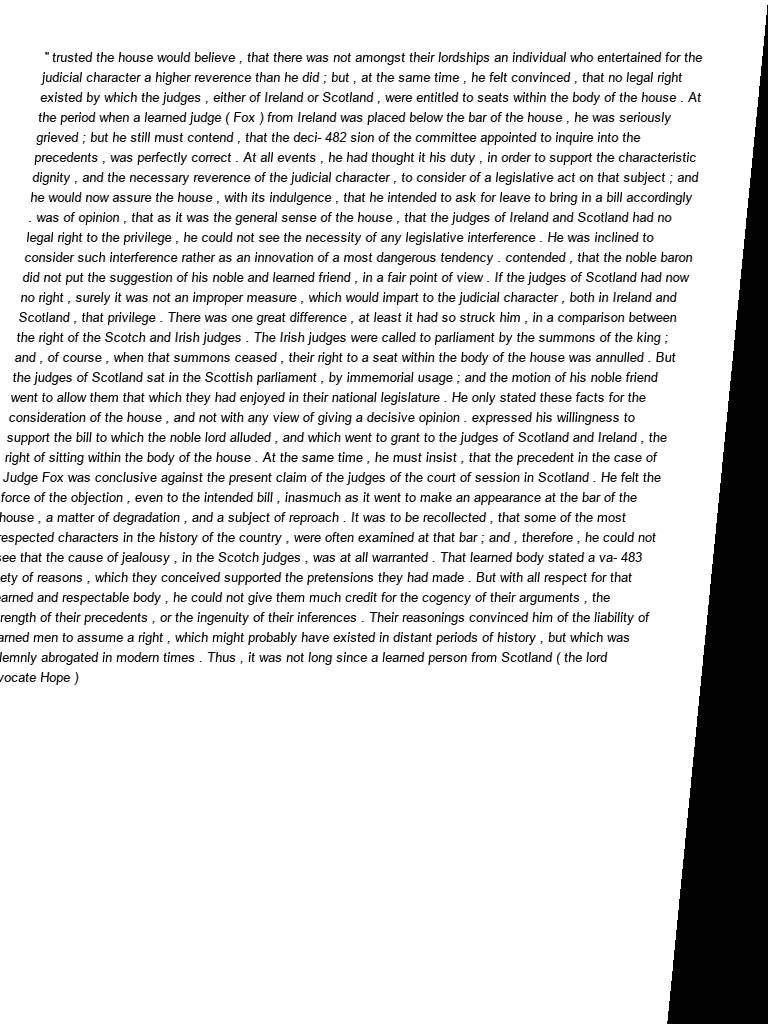 " trusted the house would believe , that there was not amongst their lordships an individual who entertained for the
judicial character a higher reverence than he did ; but , at the same time , he felt convinced , that no legal right
existed by which the judges , either of Ireland or Scotland , were entitled to seats within the body of the house . At
the period when a learned judge ( Fox ) from Ireland was placed below the bar of the house , he was seriously
grieved ; but he still must contend , that the deci- 482 sion of the committee appointed to inquire into the
precedents , was perfectly correct . At all events , he had thought it his duty , in order to support the characteristic
dignity , and the necessary reverence of the judicial character , to consider of a legislative act on that subject ; and
he would now assure the house , with its indulgence , that he intended to ask for leave to bring in a bill accordingly
. was of opinion , that as it was the general sense of the house , that the judges of Ireland and Scotland had no
legal right to the privilege , he could not see the necessity of any legislative interference . He was inclined to
consider such interference rather as an innovation of a most dangerous tendency . contended , that the noble baron
did not put the suggestion of his noble and learned friend , in a fair point of view . If the judges of Scotland had now
no right , surely it was not an improper measure , which would impart to the judicial character , both in Ireland and
Scotland , that privilege . There was one great difference , at least it had so struck him , in a comparison between
the right of the Scotch and Irish judges . The Irish judges were called to parliament by the summons of the king ;
and , of course , when that summons ceased , their right to a seat within the body of the house was annulled . But
the judges of Scotland sat in the Scottish parliament , by immemorial usage ; and the motion of his noble friend
went to allow them that which they had enjoyed in their national legislature . He only stated these facts for the
consideration of the house , and not with any view of giving a decisive opinion . expressed his willingness to
support the bill to which the noble lord alluded , and which went to grant to the judges of Scotland and Ireland , the
right of sitting within the body of the house . At the same time , he must insist , that the precedent in the case of
Judge Fox was conclusive against the present claim of the judges of the court of session in Scotland . He felt the
force of the objection , even to the intended bill , inasmuch as it went to make an appearance at the bar of the
house , a matter of degradation , and a subject of reproach . It was to be recollected , that some of the most
respected characters in the history of the country , were often examined at that bar ; and , therefore , he could not
see that the cause of jealousy , in the Scotch judges , was at all warranted . That learned body stated a va- 483
ety of reasons , which they conceived supported the pretensions they had made . But with all respect for that
arned and respectable body , he could not give them much credit for the cogency of their arguments , the
rength of their precedents , or the ingenuity of their inferences . Their reasonings convinced him of the liability of
arned men to assume a right , which might probably have existed in distant periods of history , but which was
lemnly abrogated in modern times . Thus , it was not long since a learned person from Scotland ( the lord
vocate Hope )